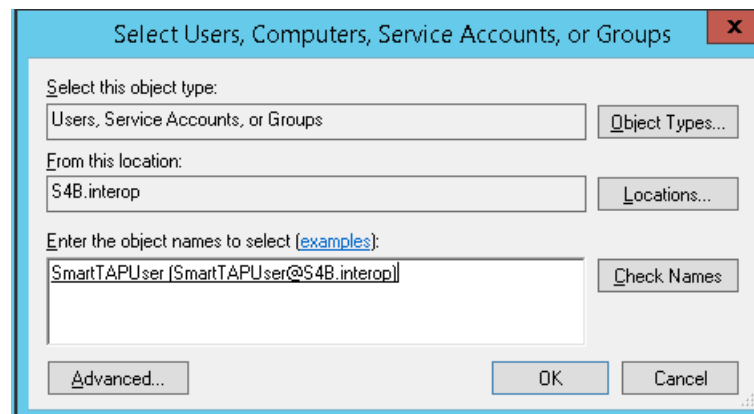 Select Users, Computers, Service Accounts, or Groups
x
Select this object type:
Users, Service Accounts, or Groups
Object Types...
From this location:
S4B.interop
Locations...
Enter the object names to select (examples):
SmartTAPUser (SmartTAPUser@S4B.interop)
Check Names
Advanced...
OK
Cancel